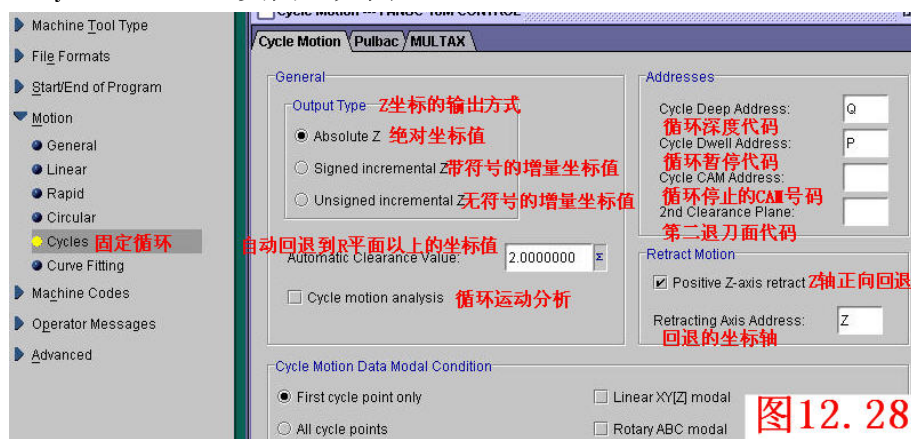 Machine Tool Type
File Formats
Start/End of Program
Motion
General
Linear
Rapid
Circular
Cycles 固定循环
Curve Fitting
Machine Codes
Operator Messages
Advanced
Cycle Motion
Pulbac
MULTAX
General
Output Type Z坐标的输出方式
Absolute Z 绝对坐标值
Signed incremental Z 带符号的增量坐标值
Unsigned incremental Z 无符号的增量坐标值
自动回退到R平面以上的坐标值
Automatic Clearance Value: 2.0000000 Σ
Cycle motion analysis 循环运动分析
Addresses
Cycle Deep Address: Q
循环深度代码
Cycle Dwell Address: P
循环暂停代码
Cycle CAM Address:
循环停止的CAM号码
2nd Clearance Plane:
第二退刀面代码
Retract Motion
Positive Z-axis retract Z轴正向回退
Retracting Axis Address: Z
回退的坐标轴
Cycle Motion Data Modal Condition
First cycle point only
Linear XY[Z] modal
All cycle points
Rotary ABC modal
图12.28